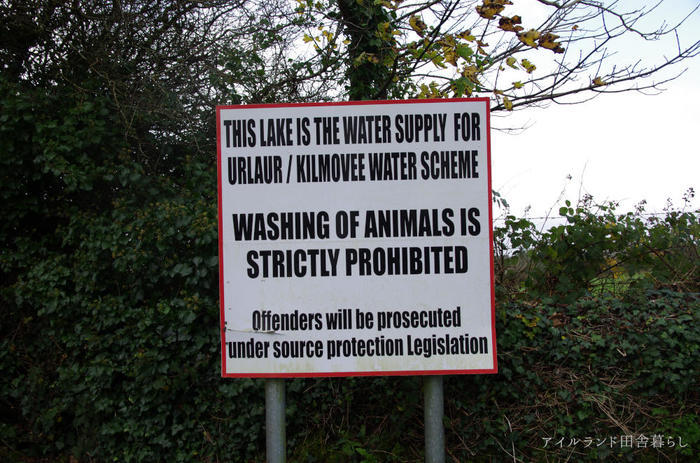 THIS LAKE IS THE WATER SUPPLY FOR
URLAUR / KILMOVEE WATER SCHEME
WASHING OF ANIMALS IS
STRICTLY PROHIBITED
Offenders will be prosecuted
under source protection Legislation
アイルランド田舎暮らし